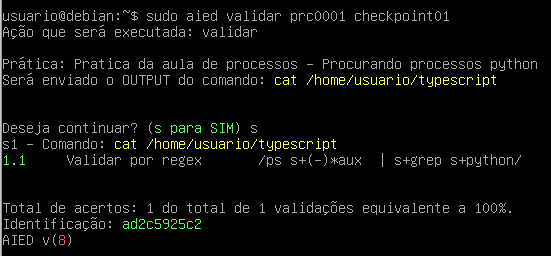 usuario@debian:~$ sudo aied validar prc0001 checkpoint01
Ação que será executada: validar
Prática: Pratica da aula de processos - Procurando processos python
Será enviado o OUTPUT do comando: cat /home/usuario/typescript
Deseja continuar? (s para SIM) s
s1 - Comando: cat /home/usuario/typescript
1.1 Validar por regex /ps s+(-)*aux | s+grep s+python/
Total de acertos: 1 do total de 1 validações equivalente a 100%.
Identificação: ad2c5925c2
AIED v(8)